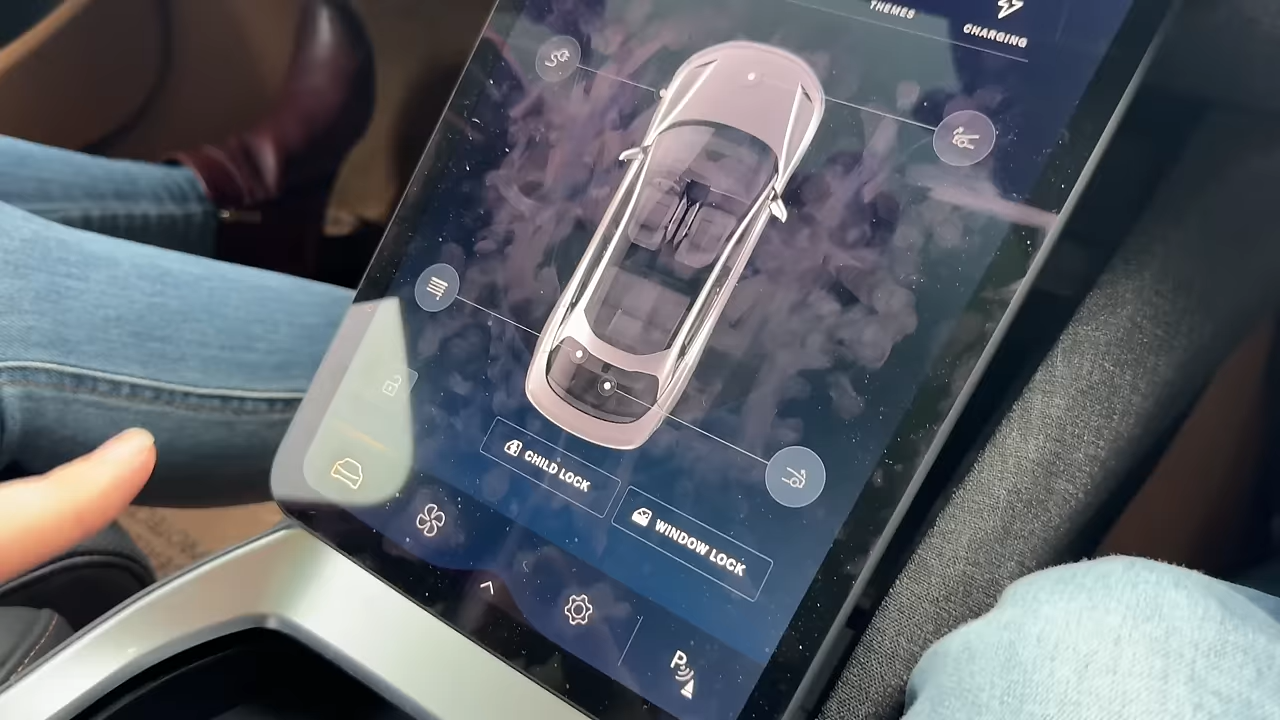 THEMES
CHARGING
CHILD LOCK
WINDOW LOCK
P